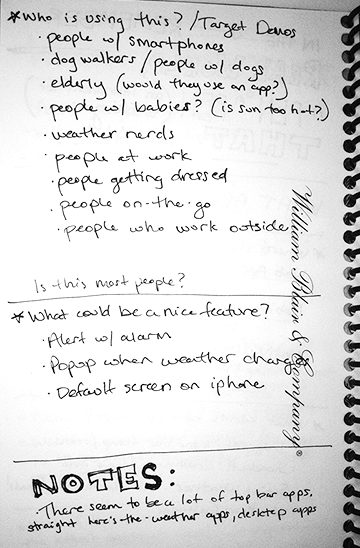 *Who is using this?/Target Demos
· people w/ smartphones
· dog walkers / people w/ dogs
· elderly (would they use an app?)
· people w/ babies? (is sun too hot?)
· weather nerds
· people at work
· people getting dressed
· people on-the-go
· people who work outside
Is this most people?
*What could be a nice feature?
· Alert w/ alarm
· Popup when weather changes
· Default screen on iphone
NOTES:
· There seem to be a lot of top bar apps,
straight here's-the-weather apps, desktop apps
William Blair & Company®